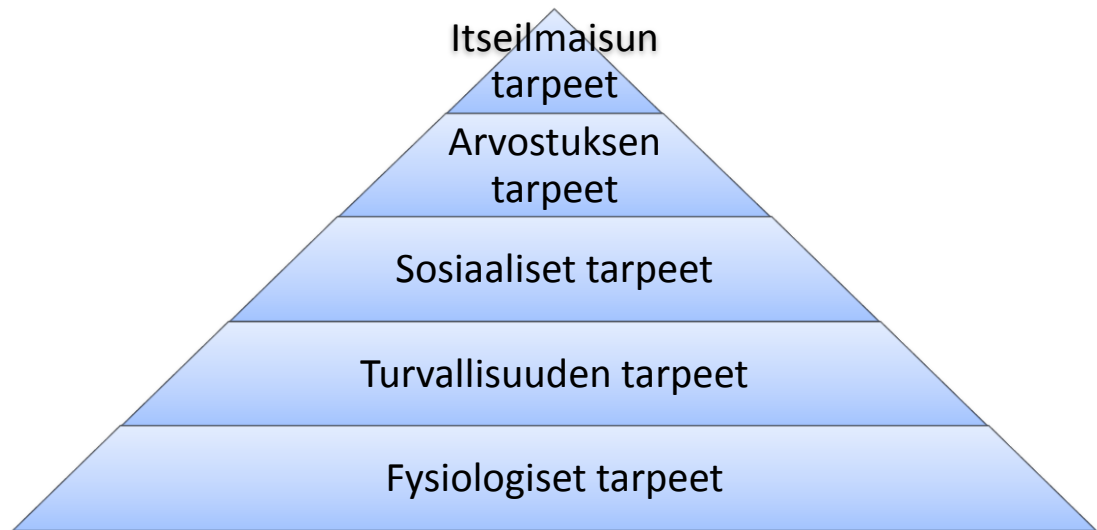 Itseilmaisun
tarpeet
Arvostuksen
tarpeet
Sosiaaliset tarpeet
Turvallisuuden tarpeet
Fysiologiset tarpeet